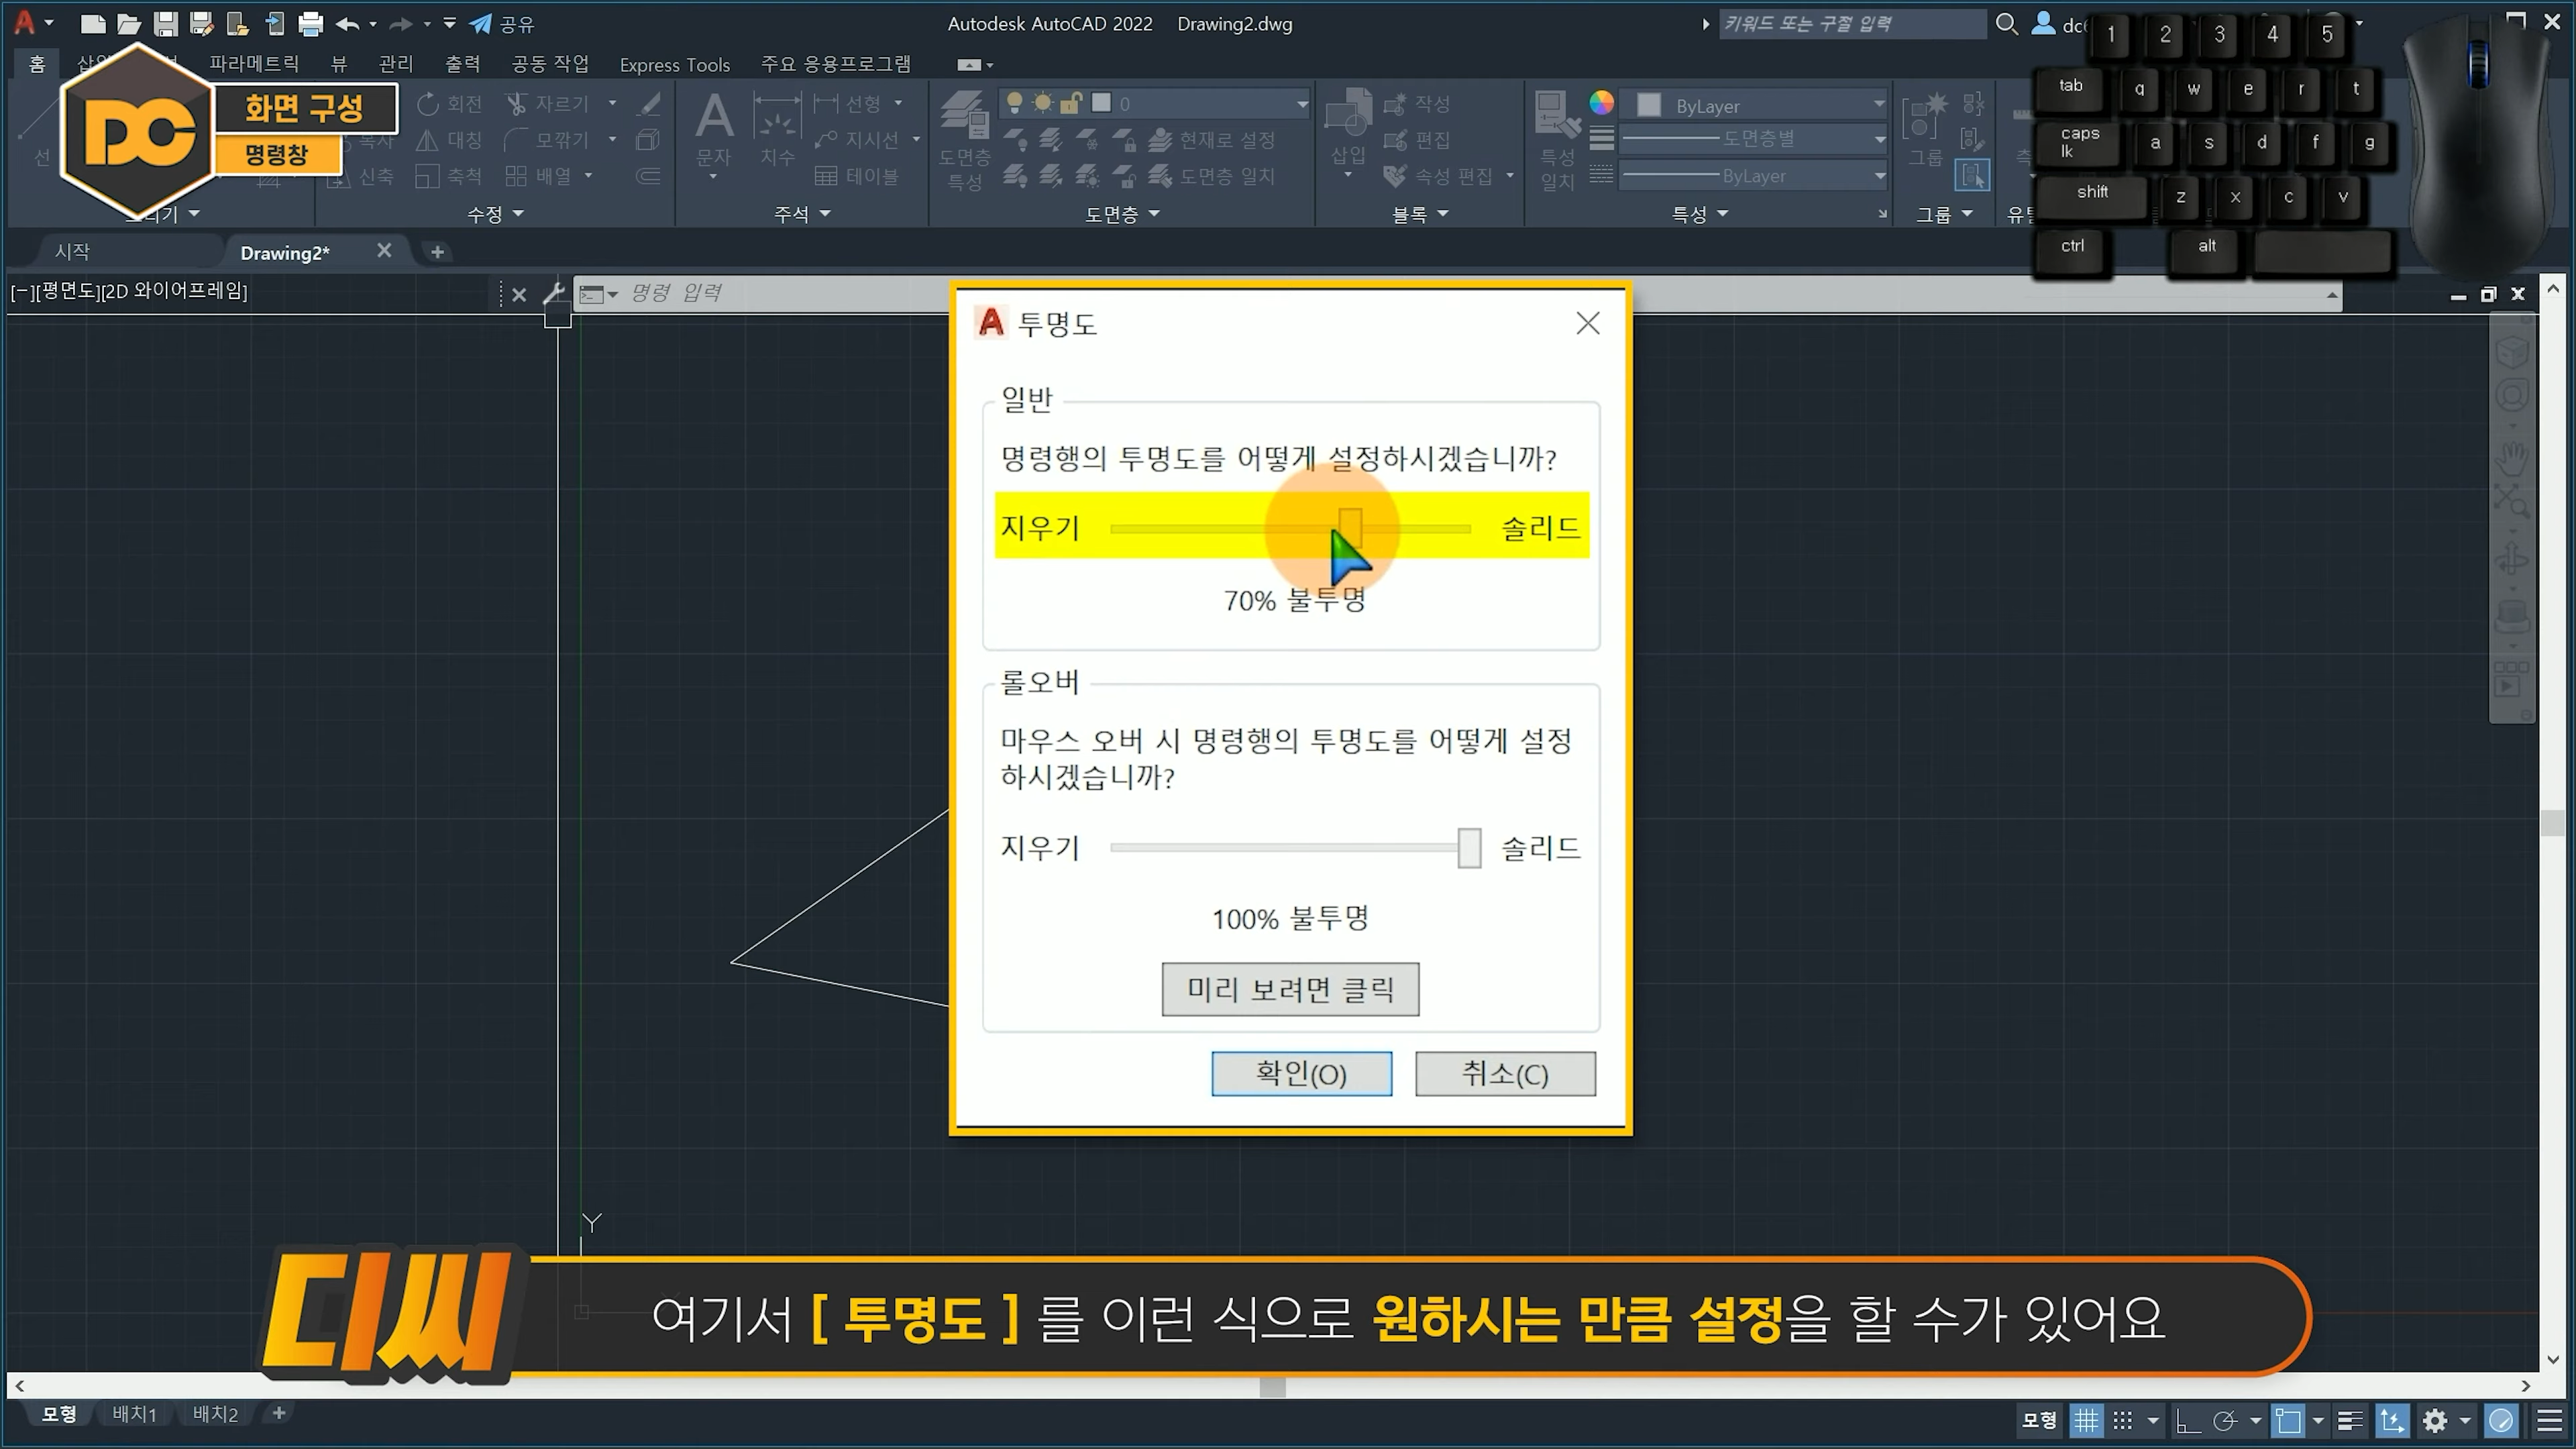 공유
Autodesk AutoCAD 2022 Drawing2.dwg
키워드 또는 구절 입력
홈
파라메트릭
뷰
관리
출력
공동 작업
Express Tools
주요 응용프로그램
DC
화면 구성
명령창
선
회전
자르기
대칭
모깎기
신축
축척
배열
문자
치수
선형
지시선
테이블
도면층
특성
0
현재로 설정
도면층 일치
삽입
작성
편집
속성 편집
특성
일치
ByLayer
도면층별
ByLayer
그룹
수정
주석
도면층
블록
특성
그룹
1 2 3 4 5
tab q w e r t
caps lk a s d f g
shift z x c v
ctrl alt
시작
Drawing2*
[−][평면도][2D 와이어프레임]
명령 입력
투명도
일반
명령행의 투명도를 어떻게 설정하시겠습니까?
지우기 솔리드
70% 불투명
롤오버
마우스 오버 시 명령행의 투명도를 어떻게 설정
하시겠습니까?
지우기 솔리드
100% 불투명
미리 보려면 클릭
확인(O) 취소(C)
Y
디씨
여기서 [ 투명도 ] 를 이런 식으로 원하시는 만큼 설정을 할 수가 있어요
모형 배치1 배치2
모형